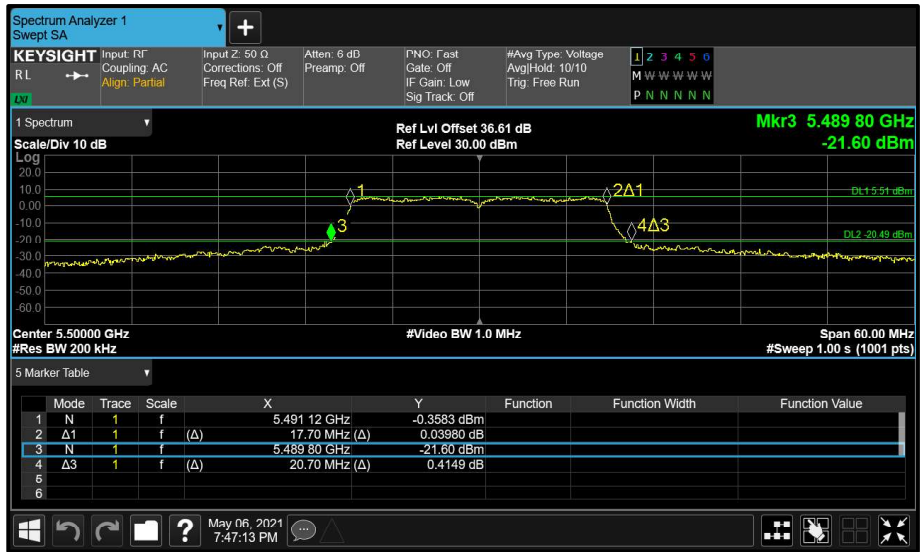 Spectrum Analyzer 1
Swept SA
+
KEYSIGHT Input: RF Input Z: 50 Ω Atten: 6 dB PNO: Fast #Avg Type: Voltage 1 2 3 4 5 6
RL Coupling: AC Corrections: Off Preamp: Off Gate: Off Avg|Hold: 10/10 M W W W W W
Align: Partial Freq Ref: Ext (S) IF Gain: Low Trig: Free Run
LXI Sig Track: Off P N N N N N
1 Spectrum Ref Lvl Offset 36.61 dB Mkr3 5.489 80 GHz
Scale/Div 10 dB Ref Level 30.00 dBm -21.60 dBm
Log
20.0
10.0 1 2Δ1 DL1 5.51 dBm
0.00
-10.0 3 4Δ3
-20.0 DL2 -20.49 dBm
-30.0
-40.0
-50.0
-60.0
Center 5.50000 GHz #Video BW 1.0 MHz Span 60.00 MHz
#Res BW 200 kHz #Sweep 1.00 s (1001 pts)
5 Marker Table
Mode Trace Scale X Y Function Function Width Function Value
1 N 1 f 5.491 12 GHz -0.3583 dBm
2 Δ1 1 f (Δ) 17.70 MHz (Δ) 0.03980 dB
3 N 1 f 5.489 80 GHz -21.60 dBm
4 Δ3 1 f (Δ) 20.70 MHz (Δ) 0.4149 dB
5
6
? May 06, 2021
7:47:13 PM